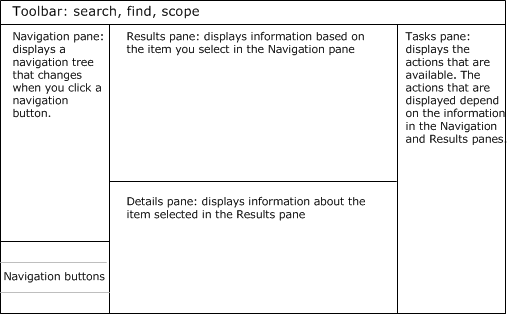 Toolbar: search, find, scope
Navigation pane:
displays a
navigation tree
that changes
when you click a
navigation
button.
Results pane: displays information based on
the item you select in the Navigation pane
Tasks pane:
displays the
actions that are
available. The
actions that are
displayed depend
on the information
in the Navigation
and Results panes.
Details pane: displays information about the
item selected in the Results pane
Navigation buttons